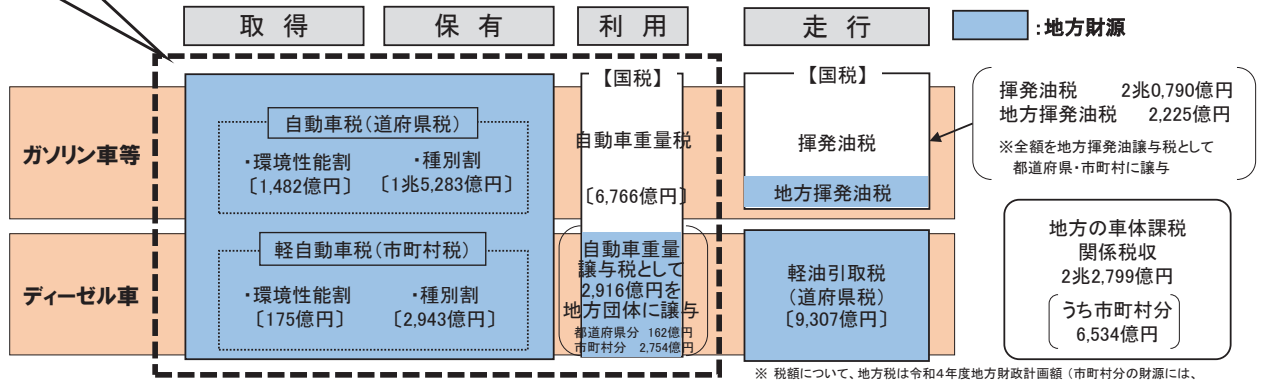 取得
保有
利用
走行
:地方財源
ガソリン車等
自動車税(道府県税)
・環境性能割
〔1,482億円〕
・種別割
〔1兆5,283億円〕
【国税】
自動車重量税
〔6,766億円〕
【国税】
揮発油税
地方揮発油税
揮発油税 2兆0,790億円
地方揮発油税 2,225億円
※全額を地方揮発油譲与税として
都道府県・市町村に譲与
ディーゼル車
軽自動車税(市町村税)
・環境性能割
〔175億円〕
・種別割
〔2,943億円〕
自動車重量
譲与税として
2,916億円を
地方団体に譲与
都道府県分 162億円
市町村分 2,754億円
軽油引取税
(道府県税)
〔9,307億円〕
地方の車体課税
関係税収
2兆2,799億円
うち市町村分
6,534億円
※ 税額について、地方税は令和4年度地方財政計画額(市町村分の財源には、